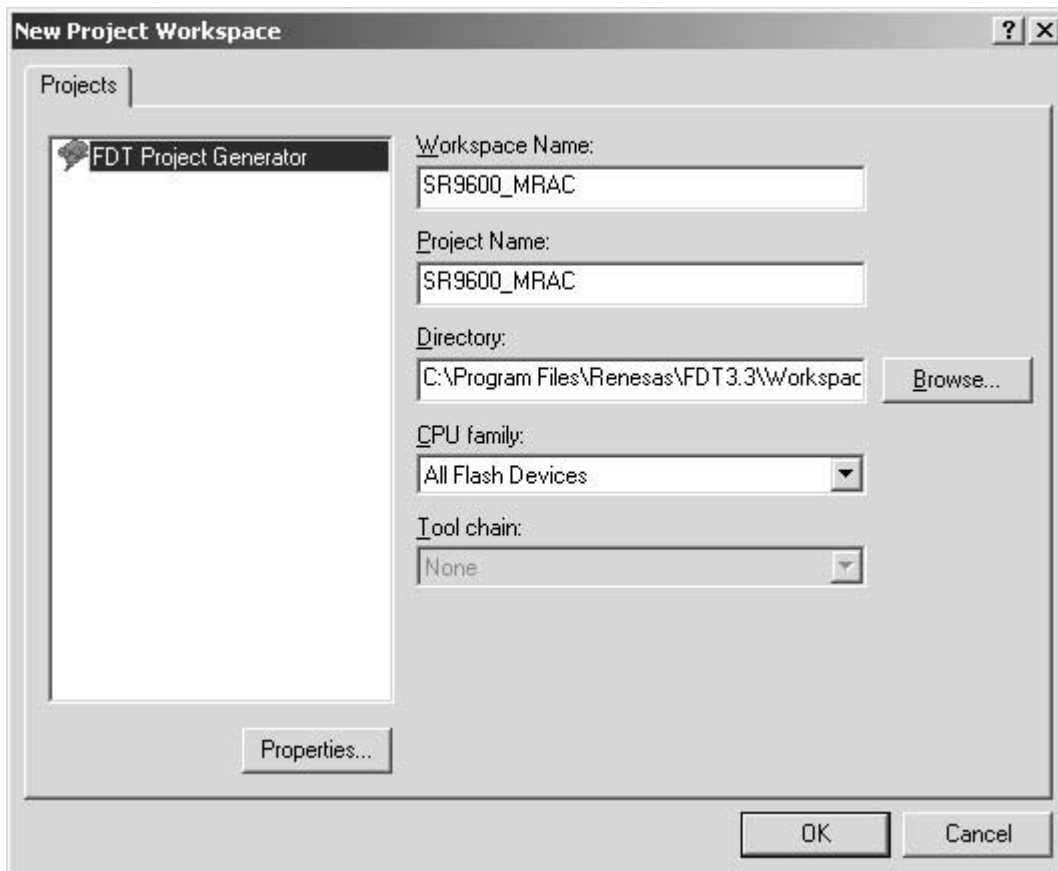 New Project Workspace
Projects
FDT Project Generator
Workspace Name:
SR9600_MRAC
Project Name:
SR9600_MRAC
Directory:
C:\Program Files\Renesas\FDT3.3\Workspac
Browse...
CPU family:
All Flash Devices
Tool chain:
None
Properties...
OK
Cancel